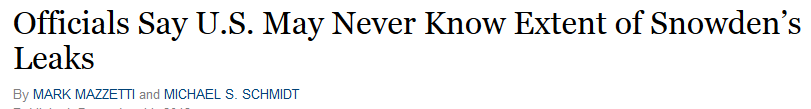 Officials Say U.S. May Never Know Extent of Snowden’s
Leaks
By MARK MAZZETTI and MICHAEL S. SCHMIDT